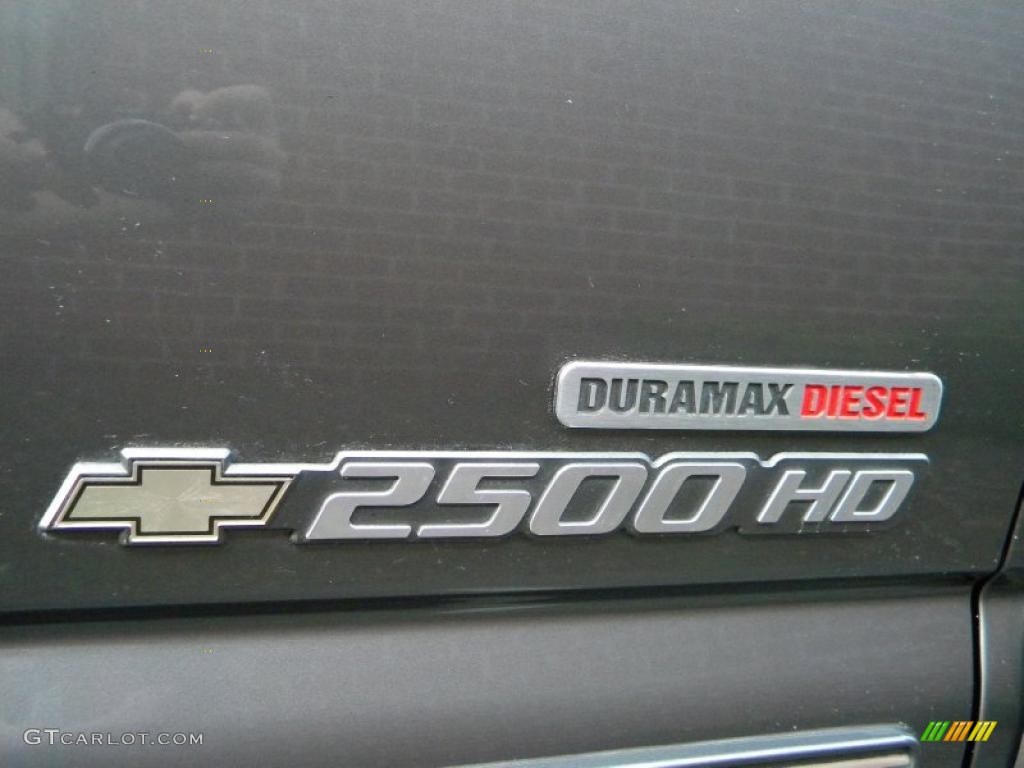 DURAMAX DIESEL
2500 HD
GTCARLOT.COM